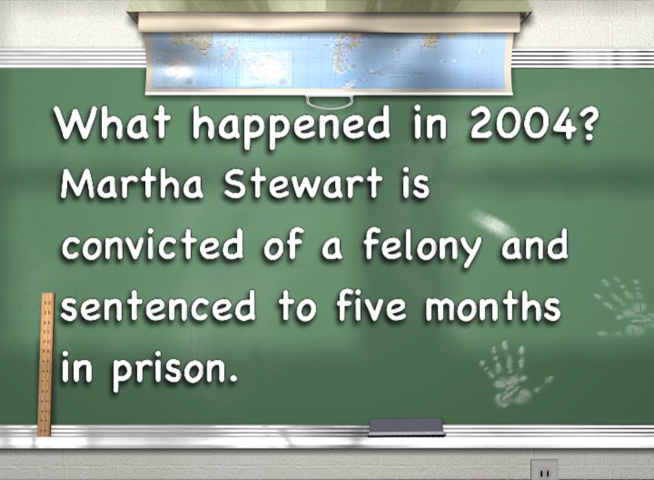 What happened in 2004?
Martha Stewart is
convicted of a felony and
sentenced to five months
in prison.